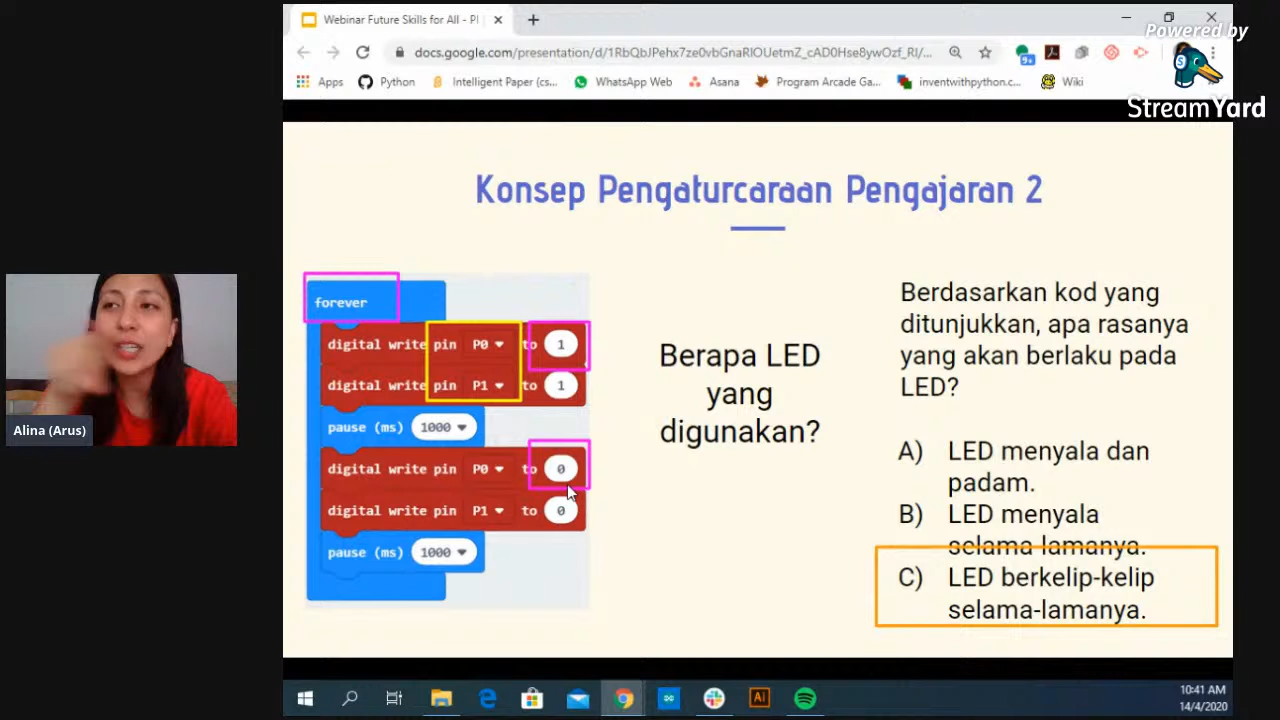 Webinar Future Skills for All - Pl
Powered by
StreamYard
docs.google.com/presentation/d/1RbQbJPehx7ze0vbGnaRIOUetmZ_cAD0Hse8ywOzf_RI/...
9+
Apps
Python
Intelligent Paper (cs...
WhatsApp Web
Asana
Program Arcade Ga...
inventwithpython.c...
Wiki
Konsep Pengaturcaraan Pengajaran 2
forever
digital write pin P0 to 1
digital write pin P1 to 1
pause (ms) 1000
digital write pin P0 to 0
digital write pin P1 to 0
pause (ms) 1000
Berapa LED
yang
digunakan?
Berdasarkan kod yang
ditunjukkan, apa rasanya
yang akan berlaku pada
LED?
A) LED menyala dan
padam.
B) LED menyala
selama-lamanya.
C) LED berkelip-kelip
selama-lamanya.
Alina (Arus)
Ai
10:41 AM
14/4/2020